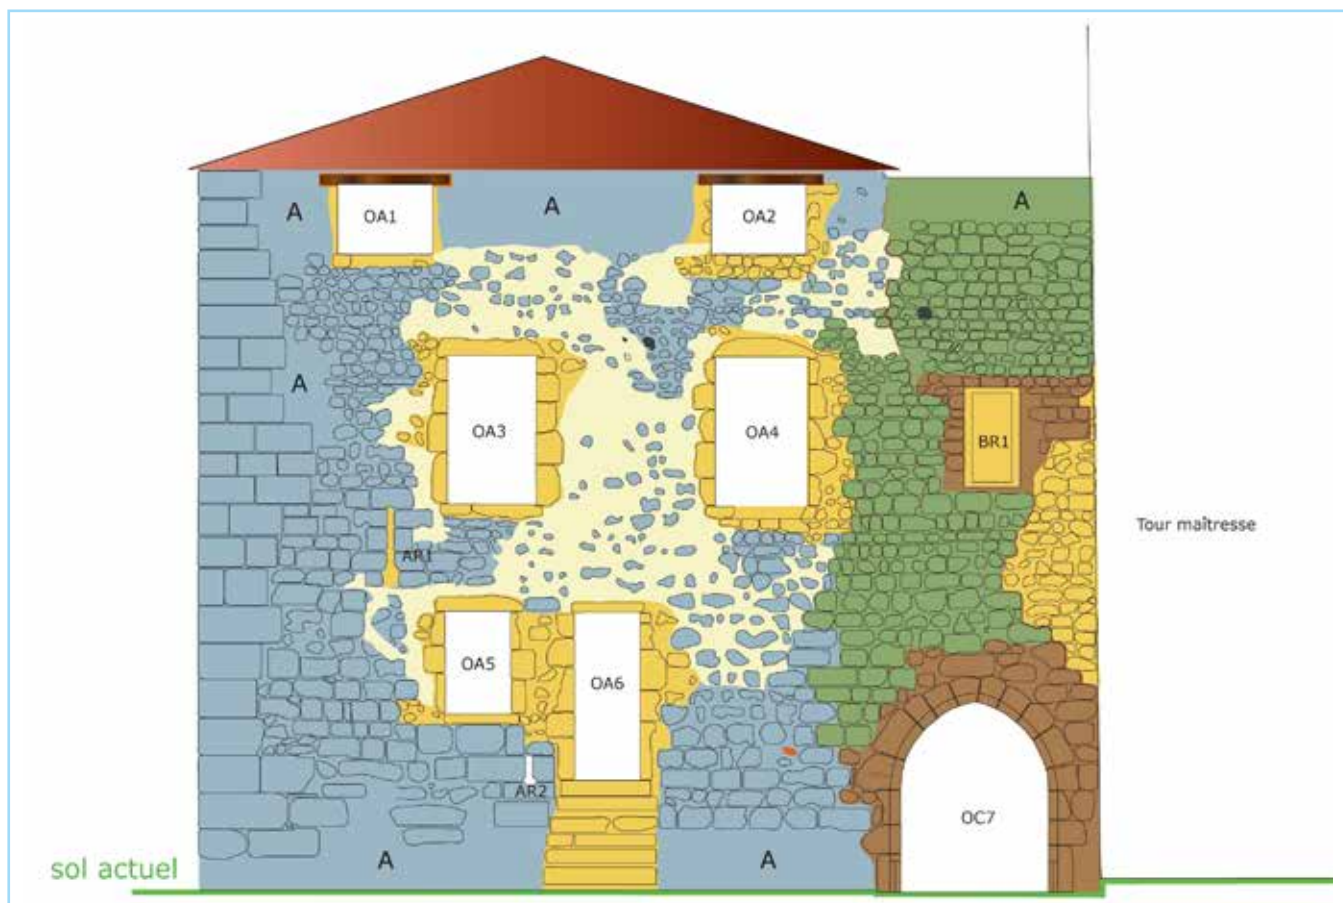 A
OA1
A
OA2
A
A
OA3
OA4
BR1
Tour maîtresse
AR1
OA5
OA6
AR2
OC7
sol actuel
A
A